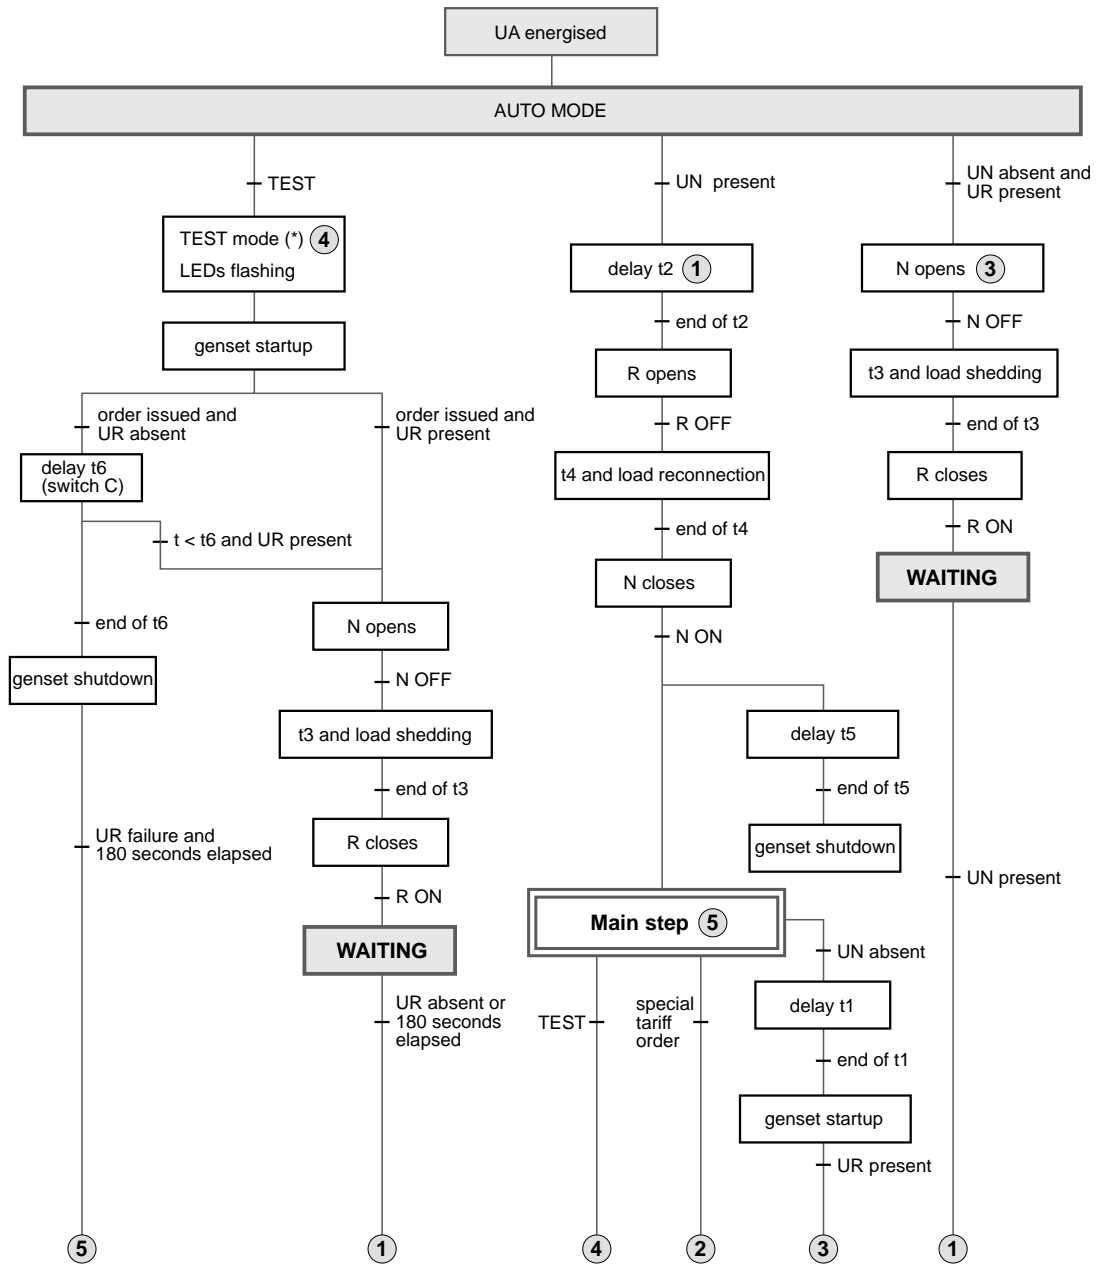 UA energised
AUTO MODE
TEST
UN present
UN absent and
UR present
TEST mode (*) 4
LEDs flashing
delay t2 1
N opens 3
end of t2
N OFF
genset startup
R opens
t3 and load shedding
order issued and
UR absent
order issued and
UR present
R OFF
end of t3
delay t6
(switch C)
t4 and load reconnection
R closes
t < t6 and UR present
end of t4
R ON
N closes
WAITING
end of t6
N opens
N ON
genset shutdown
N OFF
t3 and load shedding
delay t5
end of t3
end of t5
UR failure and
180 seconds elapsed
R closes
genset shutdown
UN present
R ON
Main step 5
WAITING
UN absent
UR absent or
180 seconds
elapsed
TEST
special
tariff
order
delay t1
end of t1
genset startup
UR present
5
1
4
2
3
1